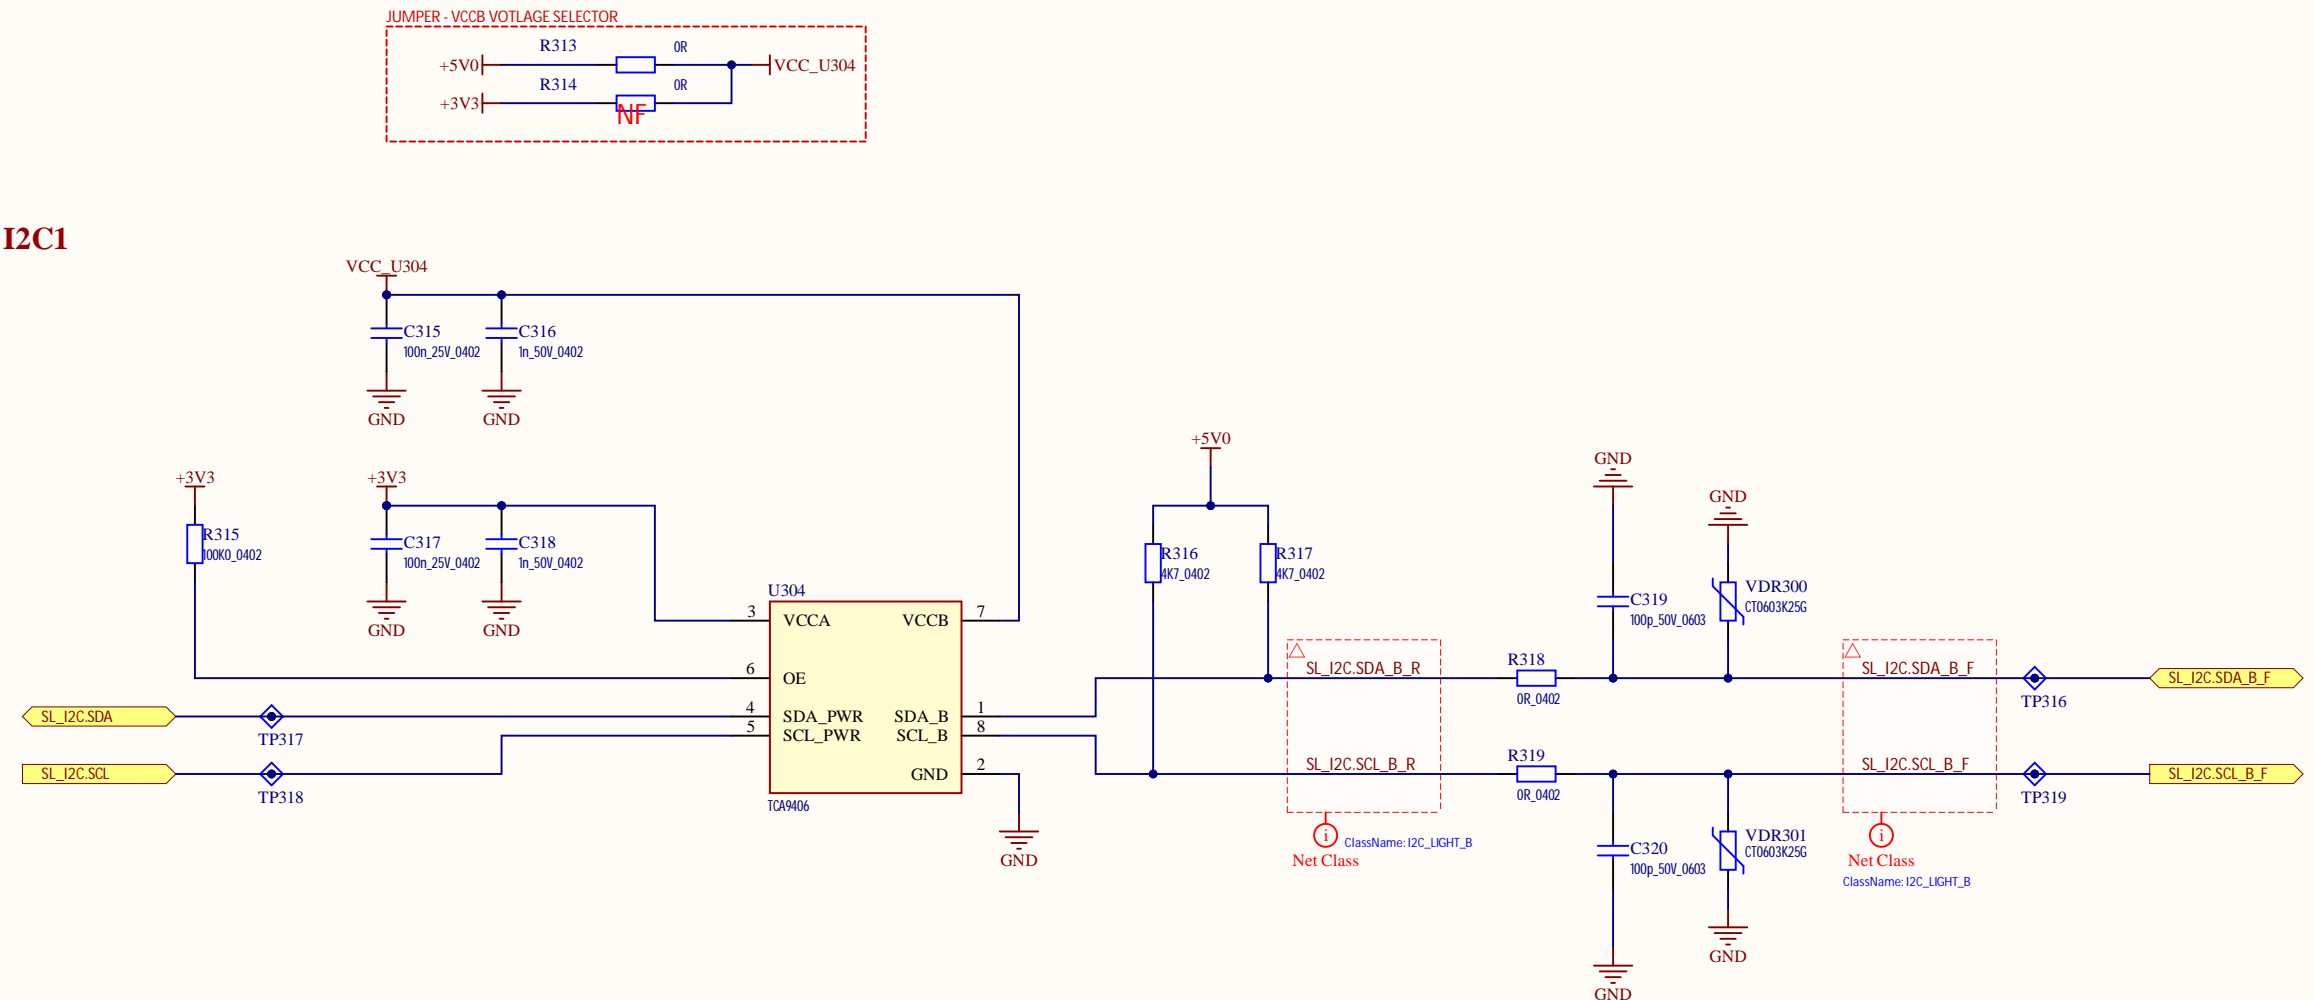 JUMPER - VCCB VOTLAGE SELECTOR
R313
0R
+5V0
VCC_U304
R314
0R
+3V3
NF
I2C1
VCC_U304
C315
100n_25V_0402
C316
1n_50V_0402
GND
GND
+3V3
R315
100K0_0402
+3V3
C317
100n_25V_0402
C318
1n_50V_0402
GND
GND
U304
3
VCCA
VCCB
7
6
OE
4
SDA_PWR
SDA_B
1
5
SCL_PWR
SCL_B
8
GND
2
TCA9406
GND
SL_I2C.SDA
TP317
SL_I2C.SCL
TP318
+5V0
R316
4K7_0402
R317
4K7_0402
SL_I2C.SDA_B_R
SL_I2C.SCL_B_R
i
Net Class
ClassName: I2C_LIGHT_B
R318
0R_0402
R319
0R_0402
GND
C319
100p_50V_0603
GND
VDR300
CT0603K25G
C320
100p_50V_0603
GND
VDR301
CT0603K25G
GND
SL_I2C.SDA_B_F
SL_I2C.SCL_B_F
i
Net Class
ClassName: I2C_LIGHT_B
TP316
SL_I2C.SDA_B_F
TP319
SL_I2C.SCL_B_F